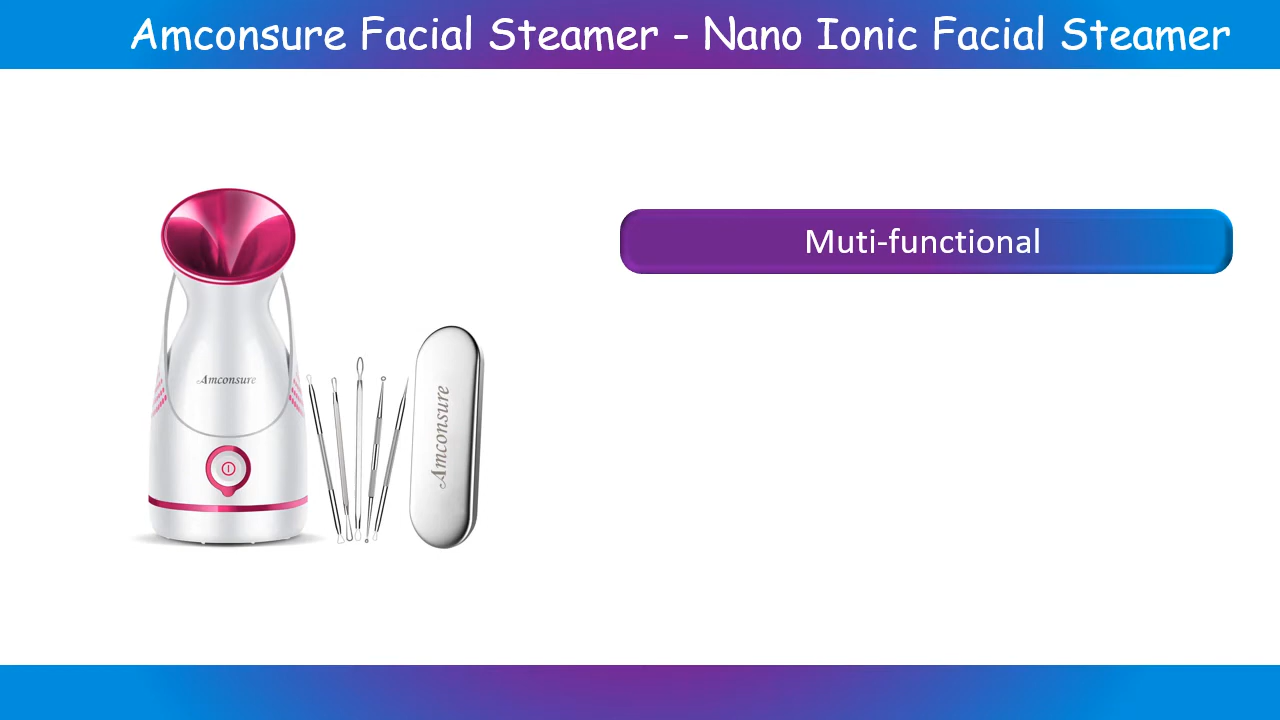 Amconsure Facial Steamer - Nano Ionic Facial Steamer
Muti-functional
Amconsure
Amconsure